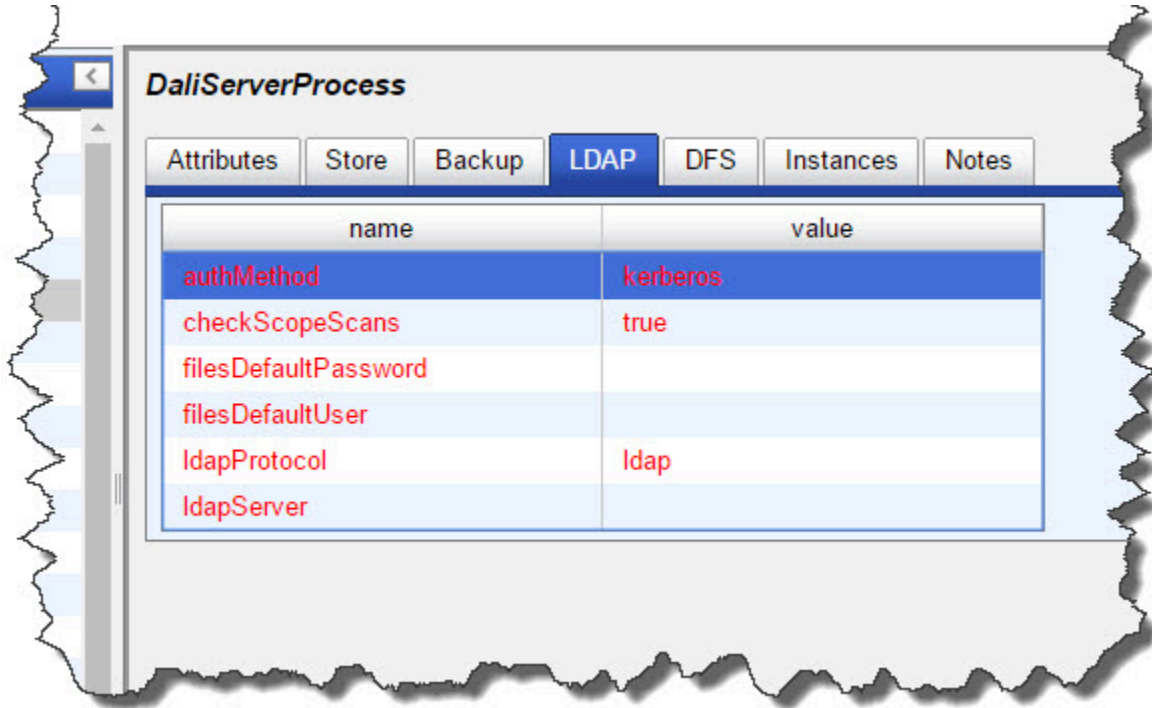 DaliServerProcess
Attributes Store Backup LDAP DFS Instances Notes
name value
authMethod kerberos
checkScopeScans true
filesDefaultPassword
filesDefaultUser
ldapProtocol ldap
ldapServer